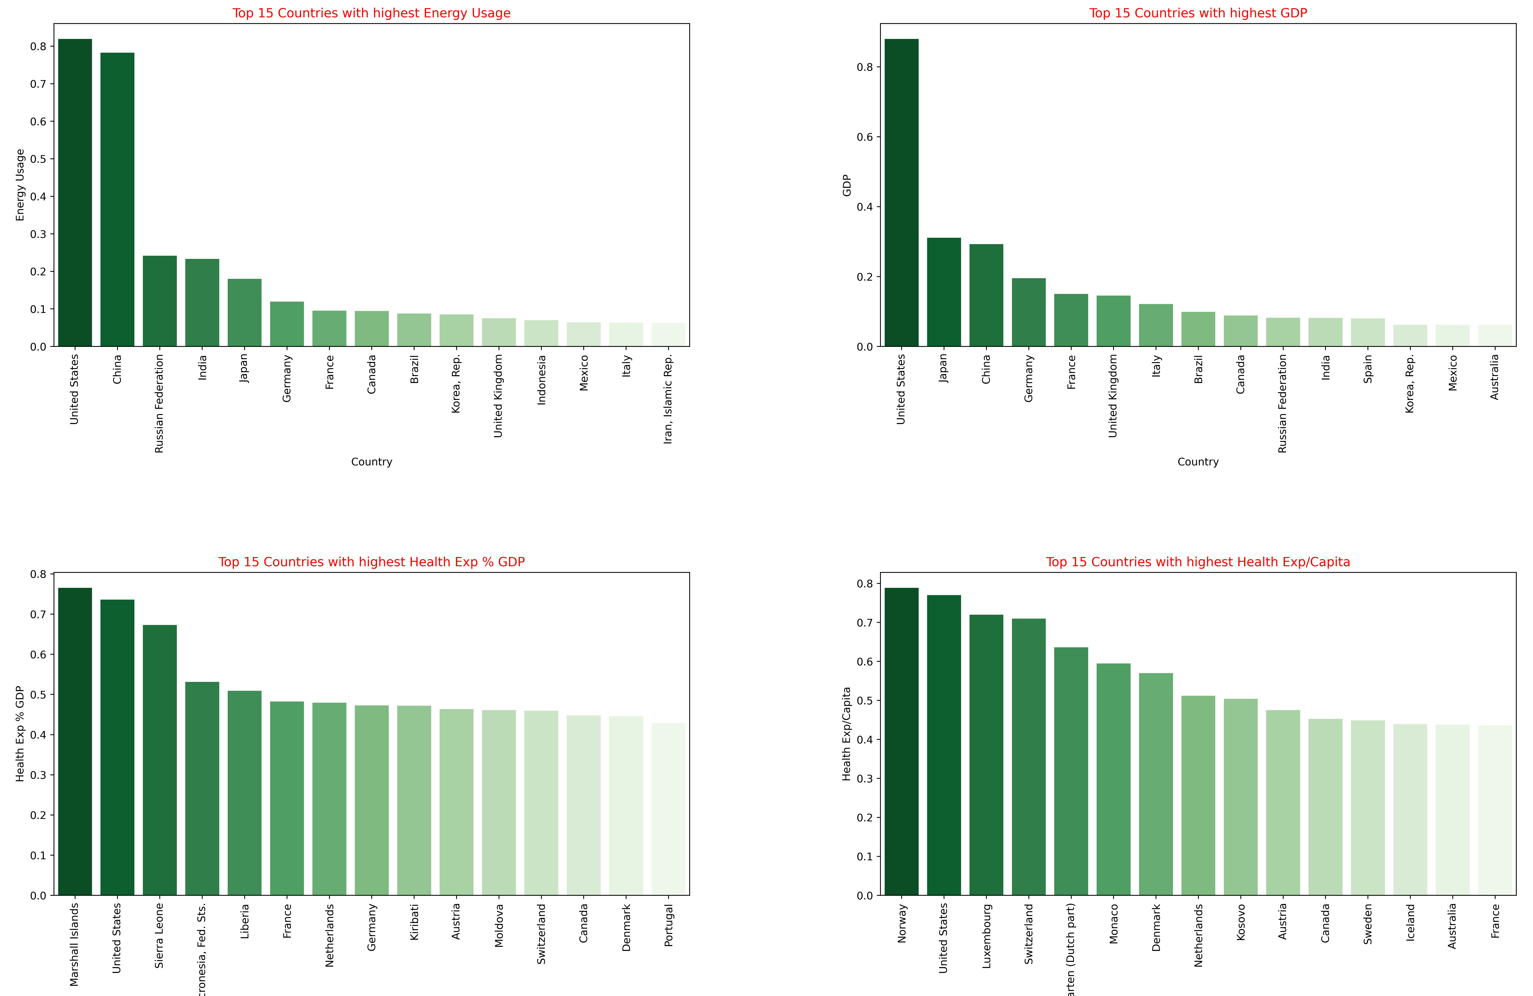 Top 15 Countries with highest Energy Usage
Energy Usage
0.8
0.7
0.6
0.5
0.4
0.3
0.2
0.1
0.0
United States
China
Russian Federation
India
Japan
Germany
France
Canada
Brazil
Korea, Rep.
United Kingdom
Indonesia
Mexico
Italy
Iran, Islamic Rep.
Country
Top 15 Countries with highest GDP
GDP
0.8
0.6
0.4
0.2
0.0
United States
Japan
China
Germany
France
United Kingdom
Italy
Brazil
Canada
Russian Federation
India
Spain
Korea, Rep.
Mexico
Australia
Country
Top 15 Countries with highest Health Exp % GDP
Health Exp % GDP
0.8
0.7
0.6
0.5
0.4
0.3
0.2
0.1
0.0
Marshall Islands
United States
Sierra Leone
cronesia, Fed. Sts.
Liberia
France
Netherlands
Germany
Kiribati
Austria
Moldova
Switzerland
Canada
Denmark
Portugal
Top 15 Countries with highest Health Exp/Capita
Health Exp/Capita
0.8
0.7
0.6
0.5
0.4
0.3
0.2
0.1
0.0
Norway
United States
Luxembourg
Switzerland
arten (Dutch part)
Monaco
Denmark
Netherlands
Kosovo
Austria
Canada
Sweden
Iceland
Australia
France